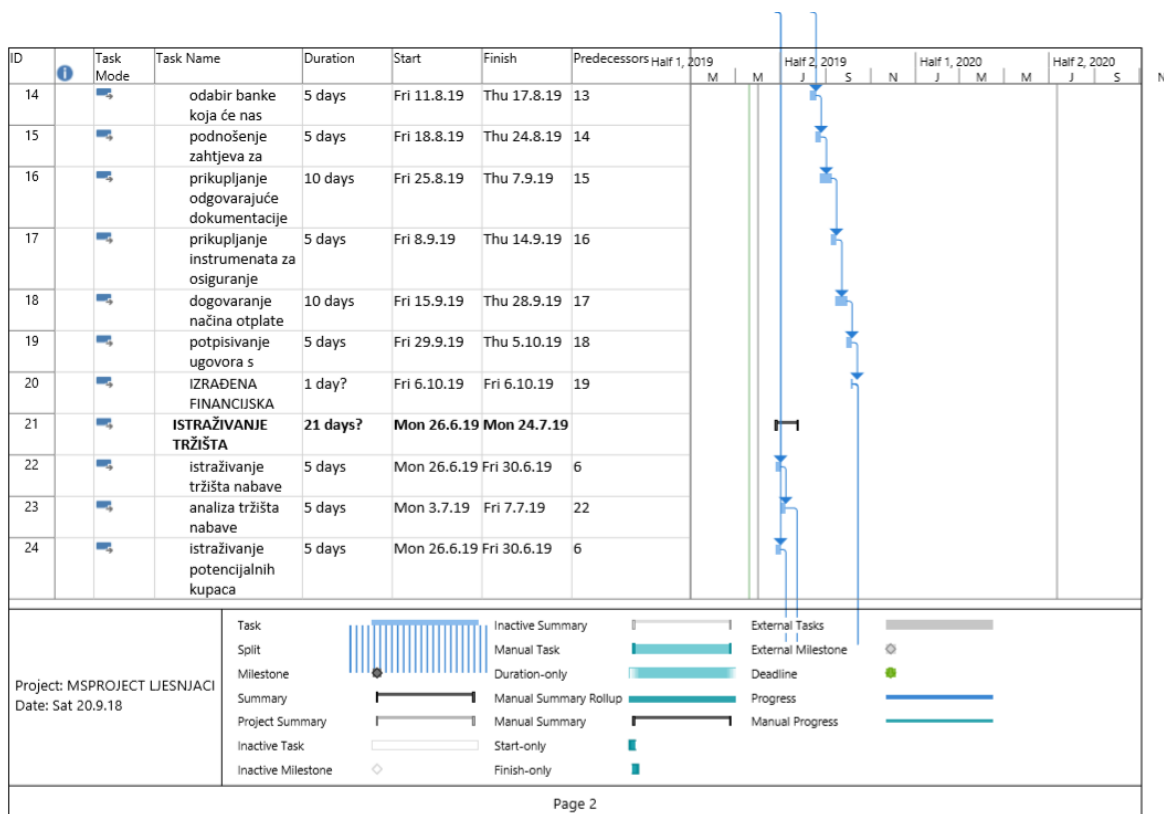 ID Task Mode Task Name Duration Start Finish Predecessors Half 1, 2019 Half 2, 2019 Half 1, 2020 Half 2, 2020
M M J S N J M M J S N
14 odabir banke koja će nas 5 days Fri 11.8.19 Thu 17.8.19 13
15 podnošenje zahtjeva za 5 days Fri 18.8.19 Thu 24.8.19 14
16 prikupljanje odgovarajuće dokumentacije 10 days Fri 25.8.19 Thu 7.9.19 15
17 prikupljanje instrumenata za osiguranje 5 days Fri 8.9.19 Thu 14.9.19 16
18 dogovaranje načina otplate 10 days Fri 15.9.19 Thu 28.9.19 17
19 potpisivanje ugovora s 5 days Fri 29.9.19 Thu 5.10.19 18
20 IZRAĐENA FINANCIJSKA 1 day? Fri 6.10.19 Fri 6.10.19 19
21 ISTRAŽIVANJE TRŽIŠTA 21 days? Mon 26.6.19 Mon 24.7.19
22 istraživanje tržišta nabave 5 days Mon 26.6.19 Fri 30.6.19 6
23 analiza tržišta nabave 5 days Mon 3.7.19 Fri 7.7.19 22
24 istraživanje potencijalnih kupaca 5 days Mon 26.6.19 Fri 30.6.19 6
Project: MSPROJECT LJESNJACI
Date: Sat 20.9.18
Task
Split
Milestone
Summary
Project Summary
Inactive Task
Inactive Milestone
Inactive Summary
Manual Task
Duration-only
Manual Summary Rollup
Manual Summary
Start-only
Finish-only
External Tasks
External Milestone
Deadline
Progress
Manual Progress
Page 2